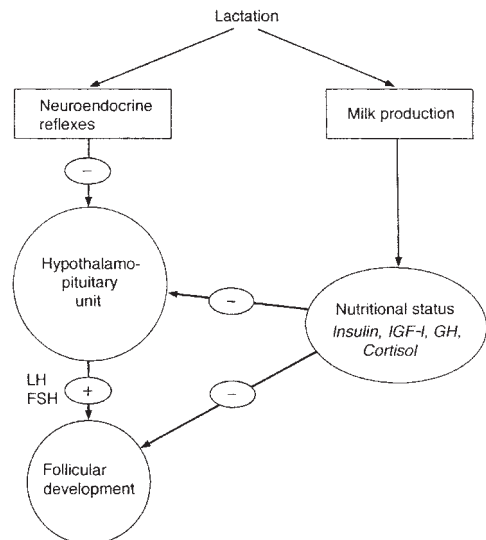 Lactation
Neuroendocrine
reflexes
Milk production
−
Hypothalamo-
pituitary
unit
−
Nutritional status
Insulin, IGF-I, GH,
Cortisol
LH
FSH
+
−
Follicular
development